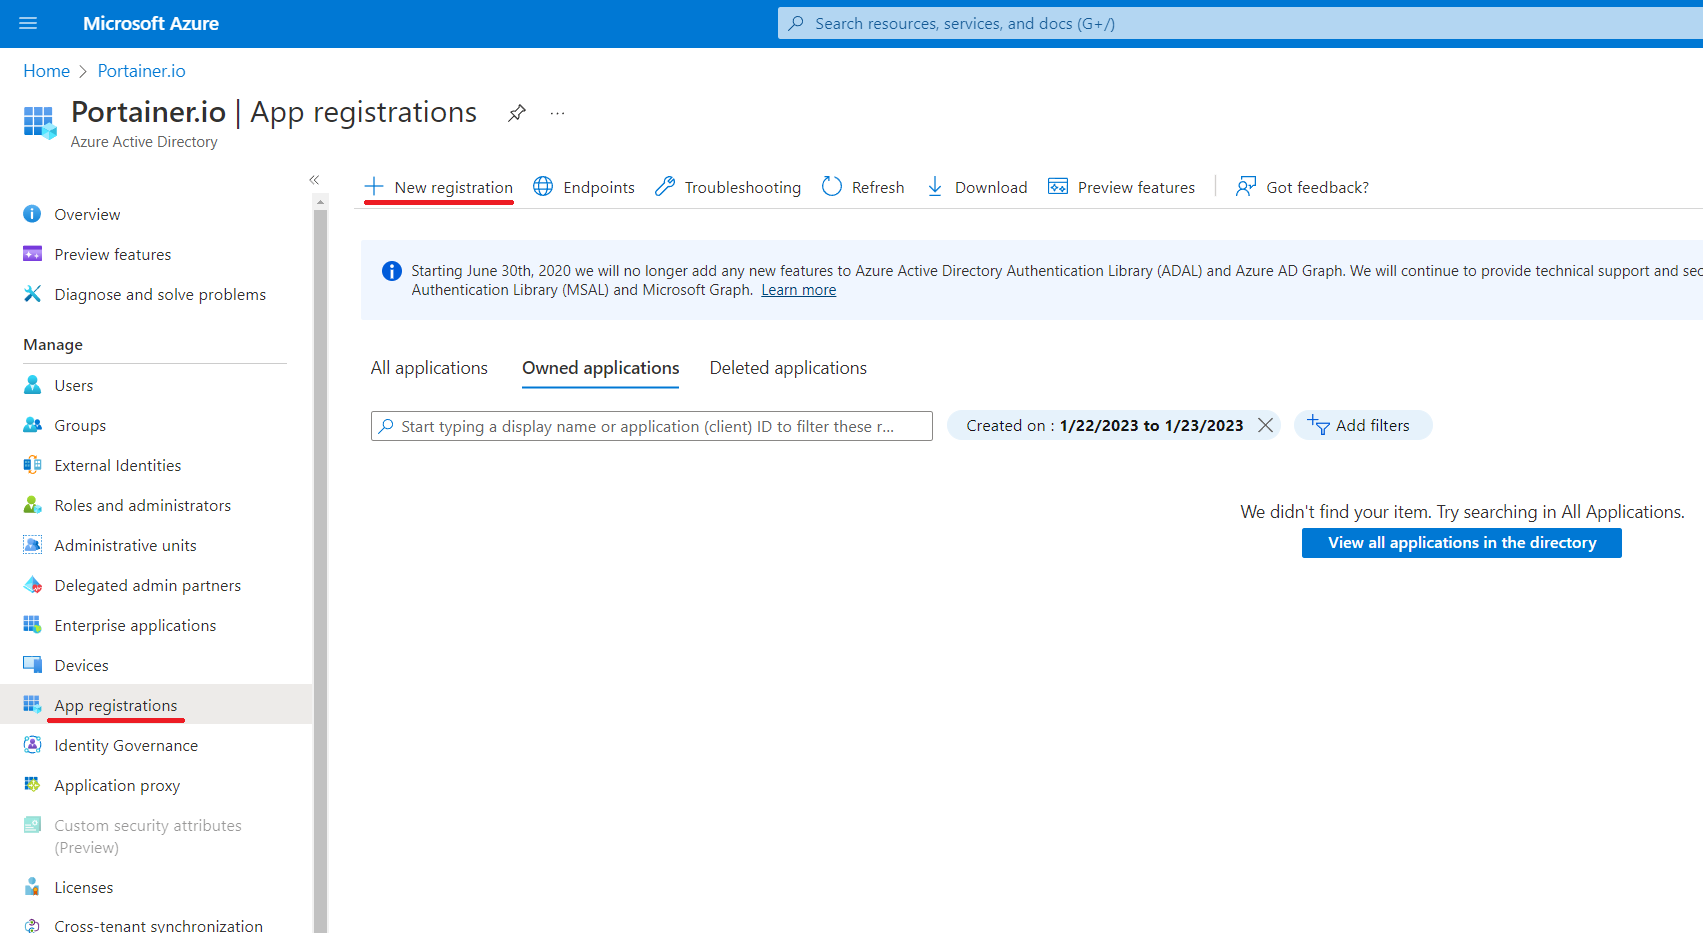 Microsoft Azure
Search resources, services, and docs (G+/)
Home > Portainer.io
Portainer.io | App registrations
Azure Active Directory
Overview
Preview features
Diagnose and solve problems
Manage
Users
Groups
External Identities
Roles and administrators
Administrative units
Delegated admin partners
Enterprise applications
Devices
App registrations
Identity Governance
Application proxy
Custom security attributes
(Preview)
Licenses
Cross-tenant synchronization
New registration Endpoints Troubleshooting Refresh Download Preview features Got feedback?
Starting June 30th, 2020 we will no longer add any new features to Azure Active Directory Authentication Library (ADAL) and Azure AD Graph. We will continue to provide technical support and sec
Authentication Library (MSAL) and Microsoft Graph. Learn more
All applications Owned applications Deleted applications
Start typing a display name or application (client) ID to filter these r... Created on : 1/22/2023 to 1/23/2023 Add filters
We didn't find your item. Try searching in All Applications.
View all applications in the directory